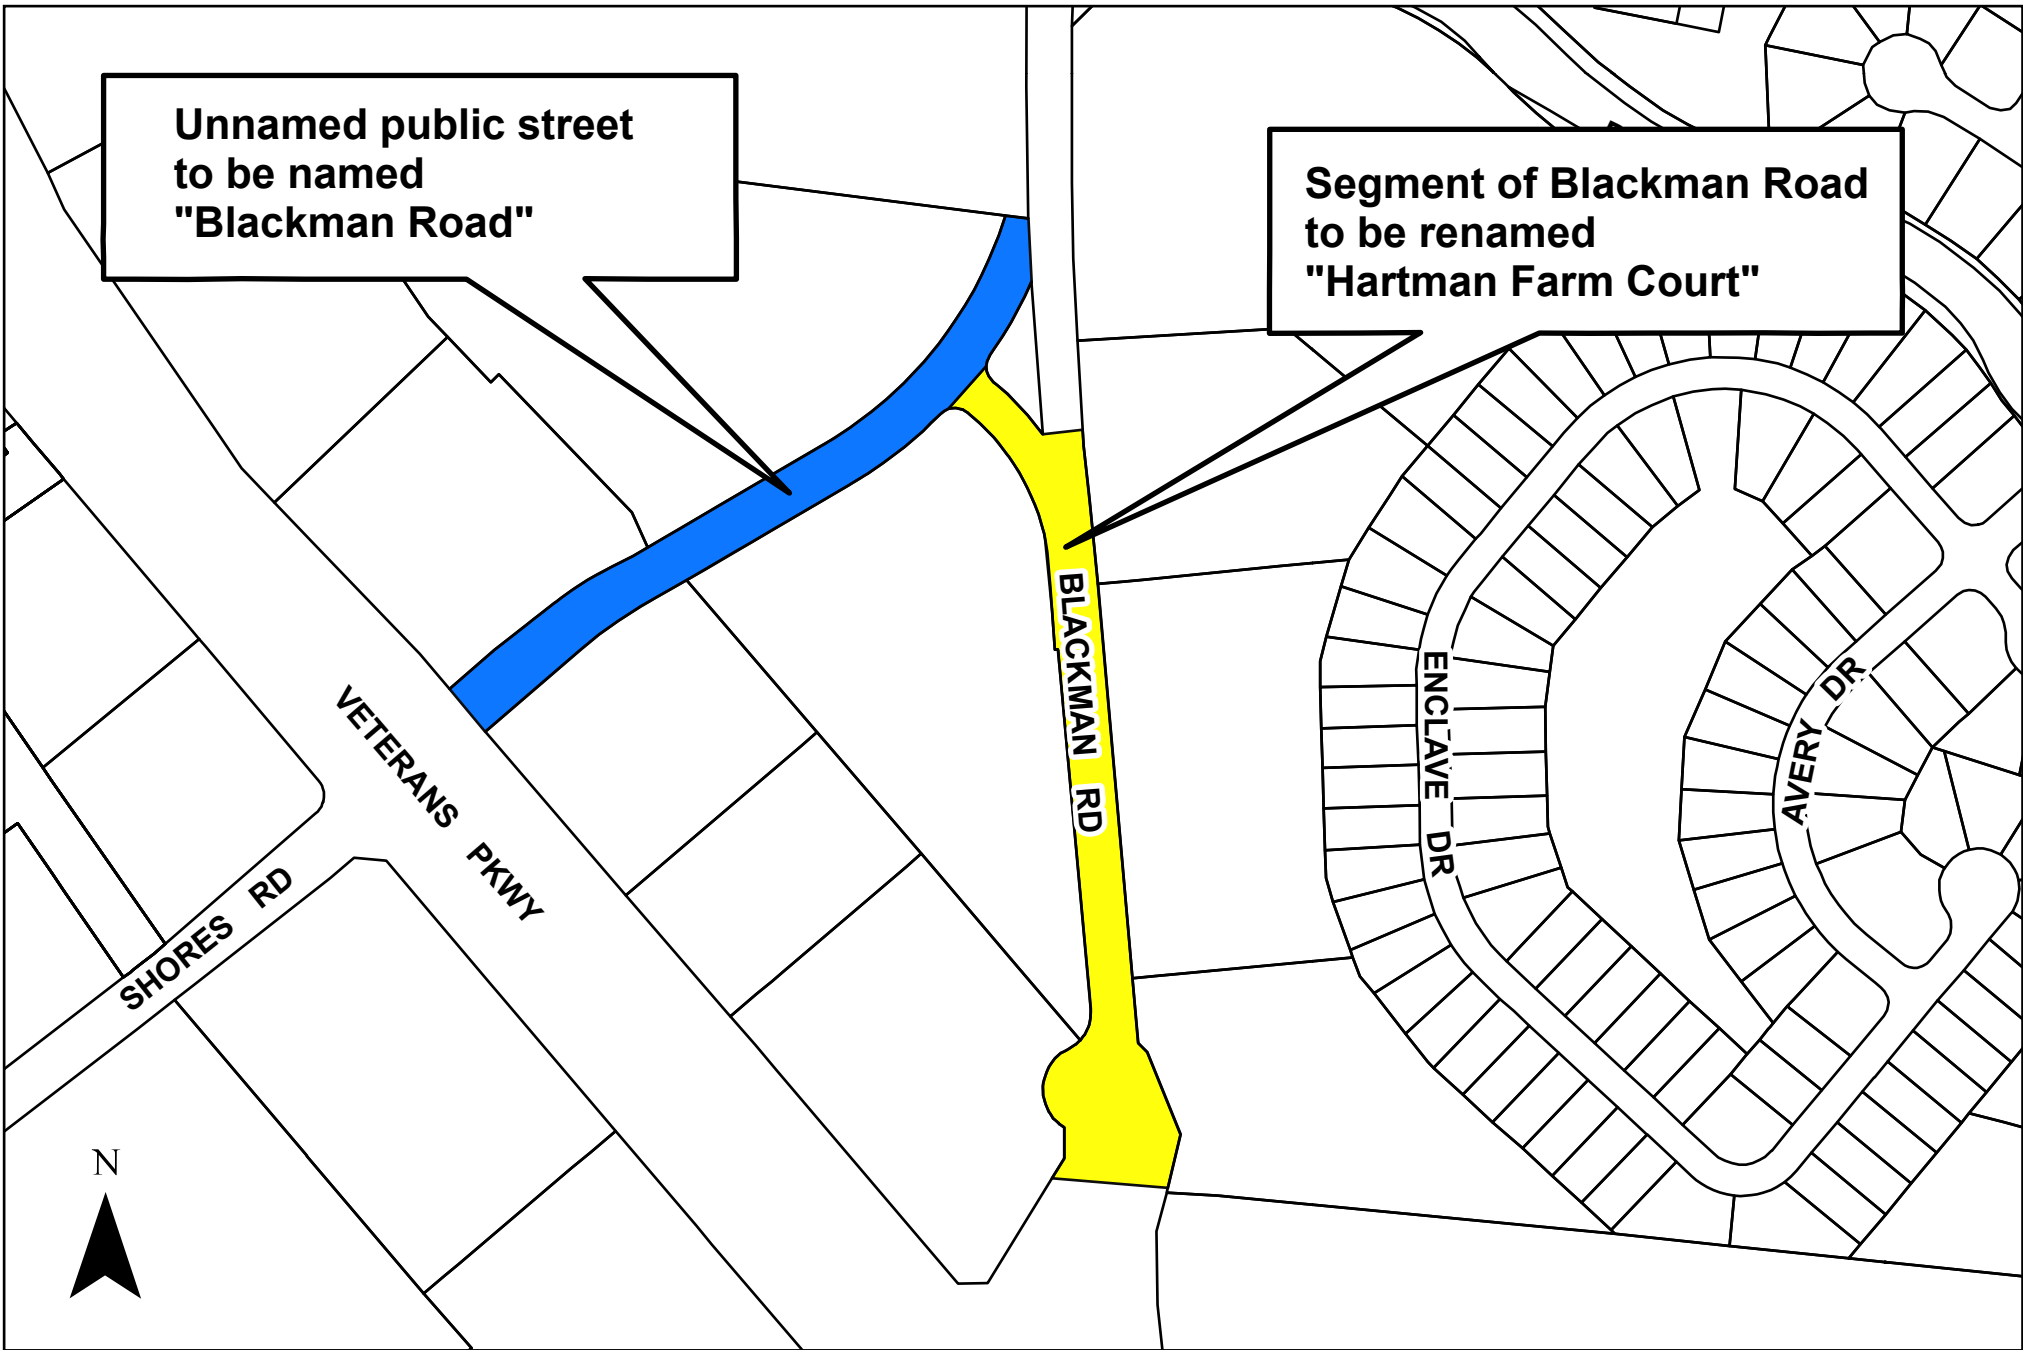 Unnamed public street
to be named
"Blackman Road"
Segment of Blackman Road
to be renamed
"Hartman Farm Court"
BLACKMAN RD
ENCLAVE DR
AVERY DR
VETERANS PKWY
SHORES RD
N